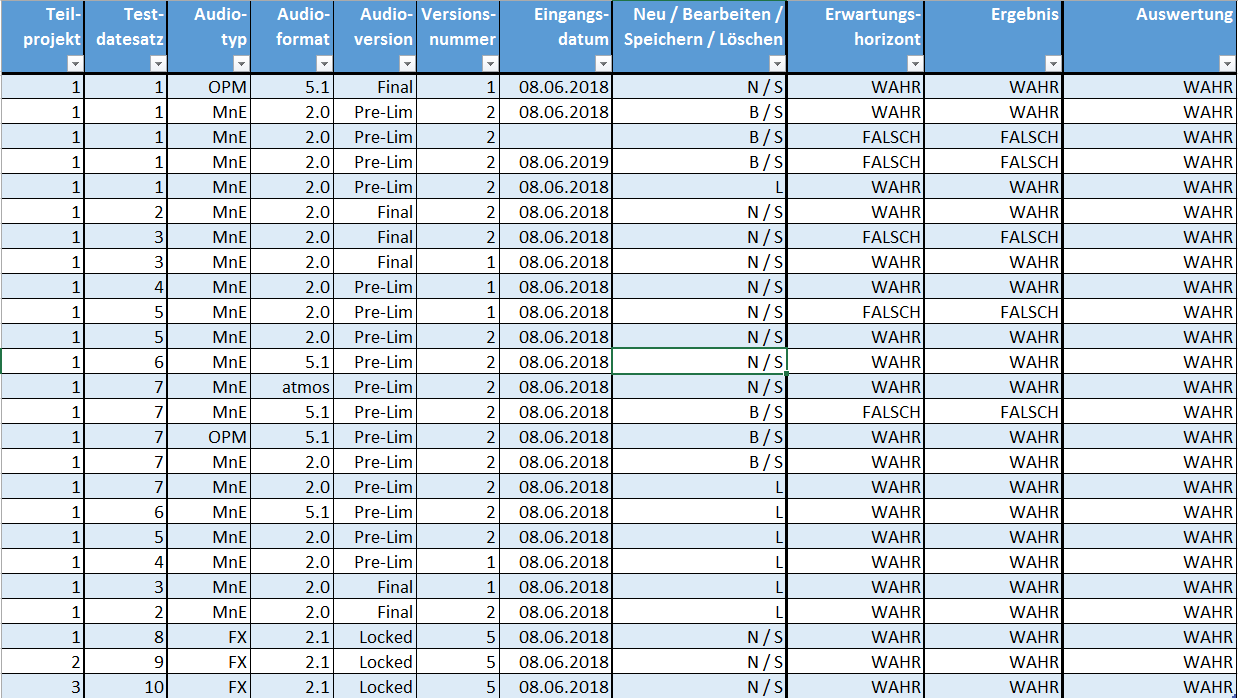 Teil-projekt Test-datesatz Audio-typ Audio-format Audio-version Versions-nummer Eingangs-datum Neu / Bearbeiten / Speichern / Löschen Erwartungs-horizont Ergebnis Auswertung
1 1 OPM 5.1 Final 1 08.06.2018 N / S WAHR WAHR WAHR
1 1 MnE 2.0 Pre-Lim 2 08.06.2018 B / S WAHR WAHR WAHR
1 1 MnE 2.0 Pre-Lim 2 B / S FALSCH FALSCH WAHR
1 1 MnE 2.0 Pre-Lim 2 08.06.2019 B / S FALSCH FALSCH WAHR
1 1 MnE 2.0 Pre-Lim 2 08.06.2018 L WAHR WAHR WAHR
1 2 MnE 2.0 Final 2 08.06.2018 N / S WAHR WAHR WAHR
1 3 MnE 2.0 Final 2 08.06.2018 N / S FALSCH FALSCH WAHR
1 3 MnE 2.0 Final 1 08.06.2018 N / S WAHR WAHR WAHR
1 4 MnE 2.0 Pre-Lim 1 08.06.2018 N / S WAHR WAHR WAHR
1 5 MnE 2.0 Pre-Lim 1 08.06.2018 N / S FALSCH FALSCH WAHR
1 5 MnE 2.0 Pre-Lim 2 08.06.2018 N / S WAHR WAHR WAHR
1 6 MnE 5.1 Pre-Lim 2 08.06.2018 N / S WAHR WAHR WAHR
1 7 MnE atmos Pre-Lim 2 08.06.2018 N / S WAHR WAHR WAHR
1 7 MnE 5.1 Pre-Lim 2 08.06.2018 B / S FALSCH FALSCH WAHR
1 7 OPM 5.1 Pre-Lim 2 08.06.2018 B / S WAHR WAHR WAHR
1 7 MnE 2.0 Pre-Lim 2 08.06.2018 B / S WAHR WAHR WAHR
1 7 MnE 2.0 Pre-Lim 2 08.06.2018 L WAHR WAHR WAHR
1 6 MnE 5.1 Pre-Lim 2 08.06.2018 L WAHR WAHR WAHR
1 5 MnE 2.0 Pre-Lim 2 08.06.2018 L WAHR WAHR WAHR
1 4 MnE 2.0 Pre-Lim 1 08.06.2018 L WAHR WAHR WAHR
1 3 MnE 2.0 Final 1 08.06.2018 L WAHR WAHR WAHR
1 2 MnE 2.0 Final 2 08.06.2018 L WAHR WAHR WAHR
1 8 FX 2.1 Locked 5 08.06.2018 N / S WAHR WAHR WAHR
2 9 FX 2.1 Locked 5 08.06.2018 N / S WAHR WAHR WAHR
3 10 FX 2.1 Locked 5 08.06.2018 N / S WAHR WAHR WAHR